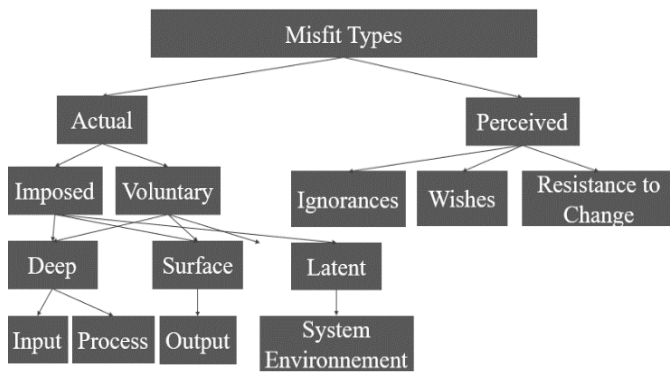 Misfit Types
Actual
Perceived
Imposed
Voluntary
Ignorances
Wishes
Resistance to
Change
Deep
Surface
Latent
Input
Process
Output
System
Environnement